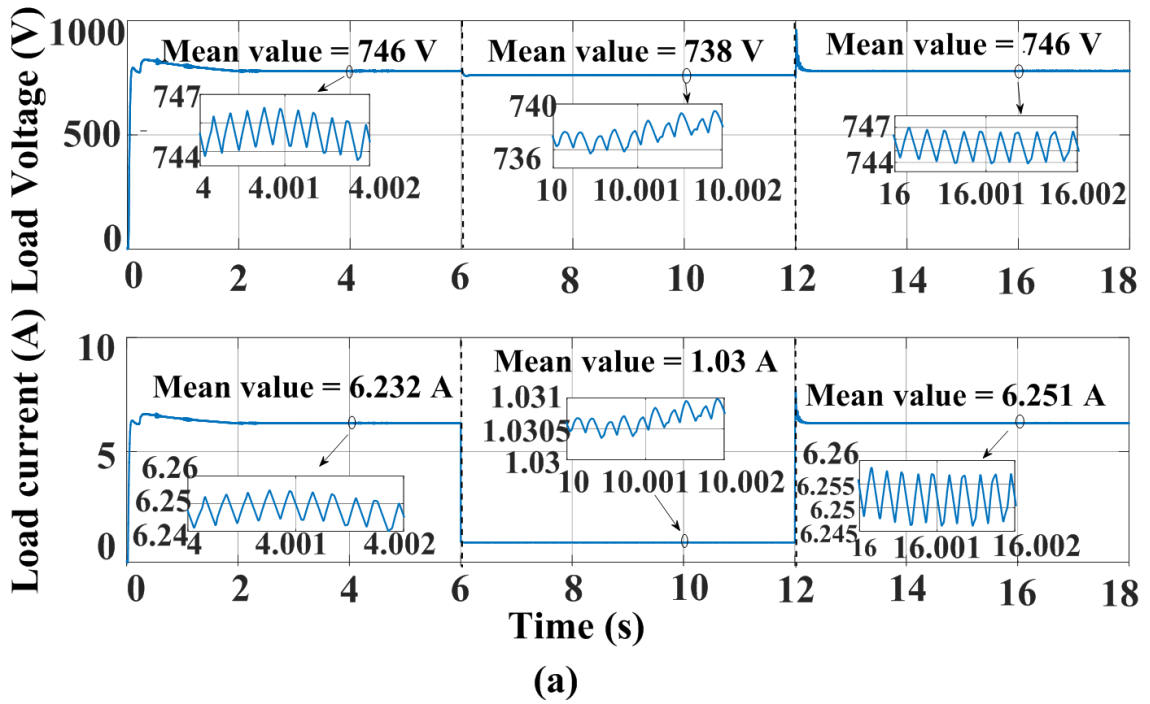 Load Voltage (V)
1000
500
0
Mean value = 746 V
Mean value = 738 V
Mean value = 746 V
747
744
4 4.001 4.002
740
736
10 10.001 10.002
747
744
16 16.001 16.002
0 2 4 6 8 10 12 14 16 18
Load current (A)
10
5
0
Mean value = 6.232 A
Mean value = 1.03 A
Mean value = 6.251 A
6.26
6.25
6.24
4 4.001 4.002
1.031
1.0305
1.03
10 10.001 10.002
6.26
6.255
6.25
6.245
16 16.001 16.002
0 2 4 6 8 10 12 14 16 18
Time (s)
(a)